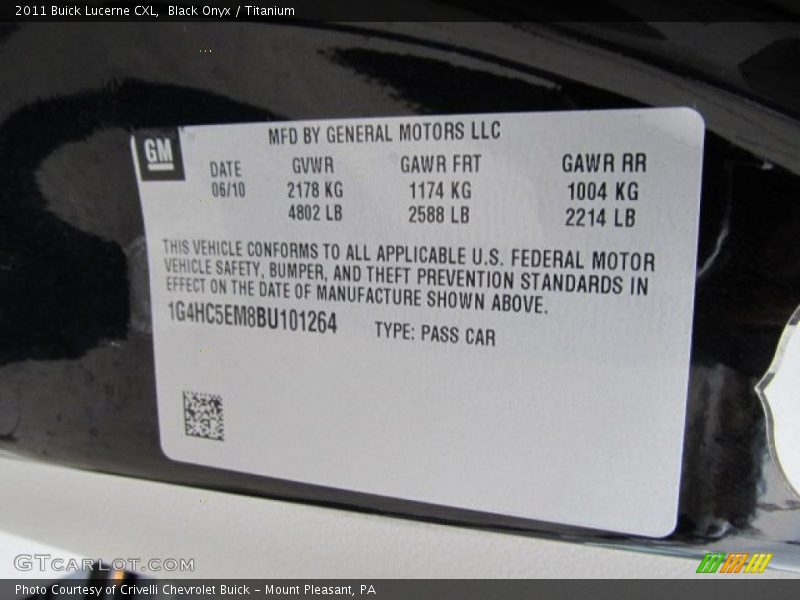 2011 Buick Lucerne CXL,  Black Onyx / Titanium
GM
MFD BY GENERAL MOTORS LLC
DATE GVWR GAWR FRT GAWR RR
06/10 2178 KG 1174 KG 1004 KG
4802 LB 2588 LB 2214 LB
THIS VEHICLE CONFORMS TO ALL APPLICABLE U.S. FEDERAL MOTOR
VEHICLE SAFETY, BUMPER, AND THEFT PREVENTION STANDARDS IN
EFFECT ON THE DATE OF MANUFACTURE SHOWN ABOVE.
1G4HC5EM8BU101264 TYPE: PASS CAR
GTCARLOT.COM
Photo Courtesy of Crivelli Chevrolet Buick - Mount Pleasant, PA